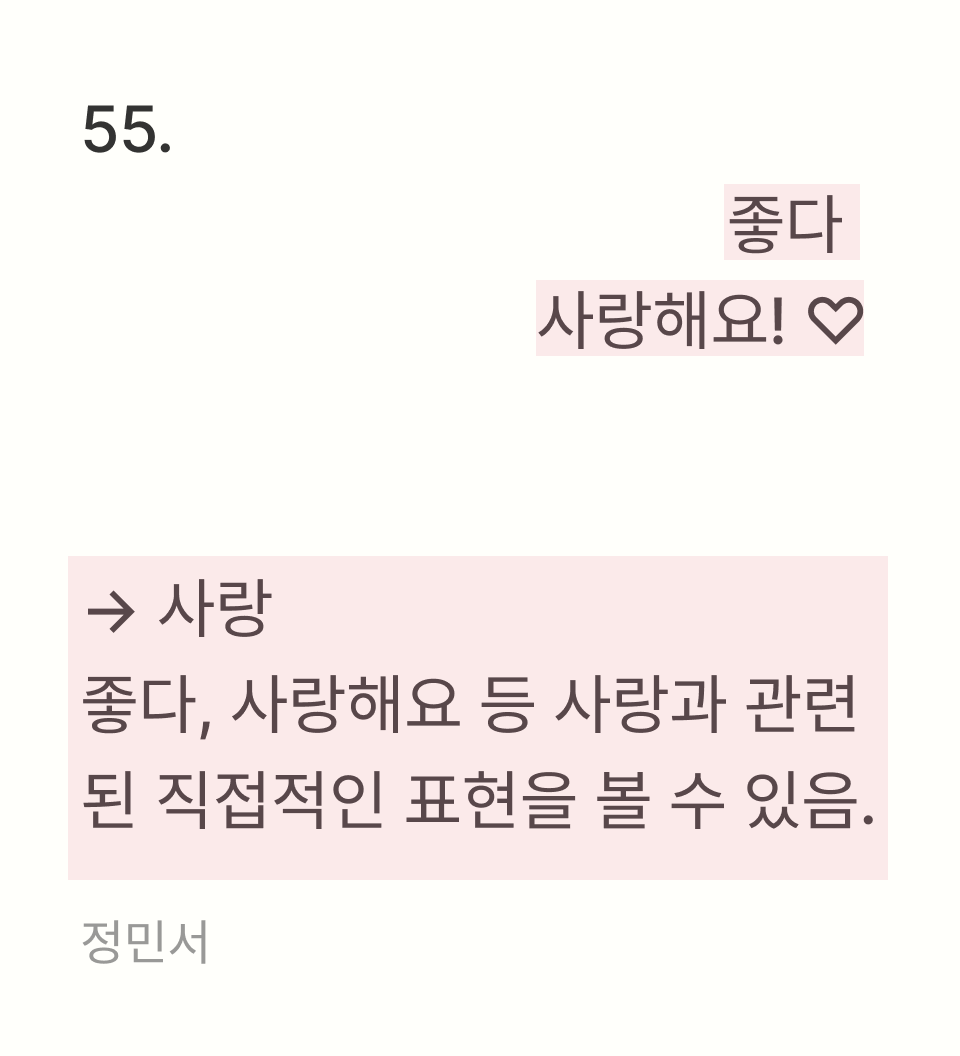 55.
좋다
사랑해요! ♡
→ 사랑
좋다, 사랑해요 등 사랑과 관련
된 직접적인 표현을 볼 수 있음.
정민서